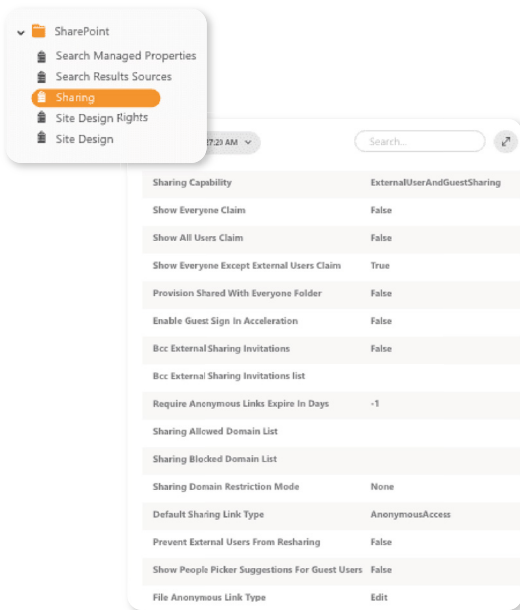 SharePoint
Search Managed Properties
Search Results Sources
Sharing
Site Design Rights
Site Design
7:23 AM
Search...
Sharing Capability ExternalUserAndGuestSharing
Show Everyone Claim False
Show All Users Claim False
Show Everyone Except External Users Claim True
Provision Shared With Everyone Folder False
Enable Guest Sign In Acceleration False
Bcc External Sharing Invitations False
Bcc External Sharing Invitations list
Require Anonymous Links Expire In Days -1
Sharing Allowed Domain List
Sharing Blocked Domain List
Sharing Domain Restriction Mode None
Default Sharing Link Type AnonymousAccess
Prevent External Users From Resharing False
Show People Picker Suggestions For Guest Users False
File Anonymous Link Type Edit